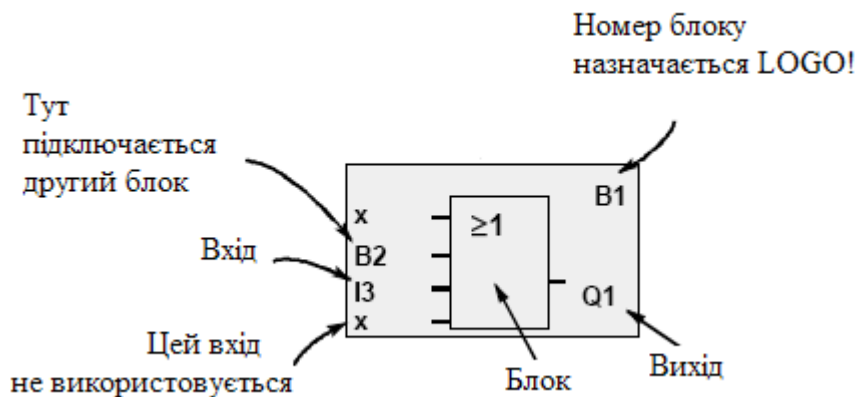 Номер блоку
назначається LOGO!
Тут
підключається
другий блок
B1
x
≥1
B2
Вхід
I3
Q1
x
Цей вхід
не використовується
Блок
Вихід